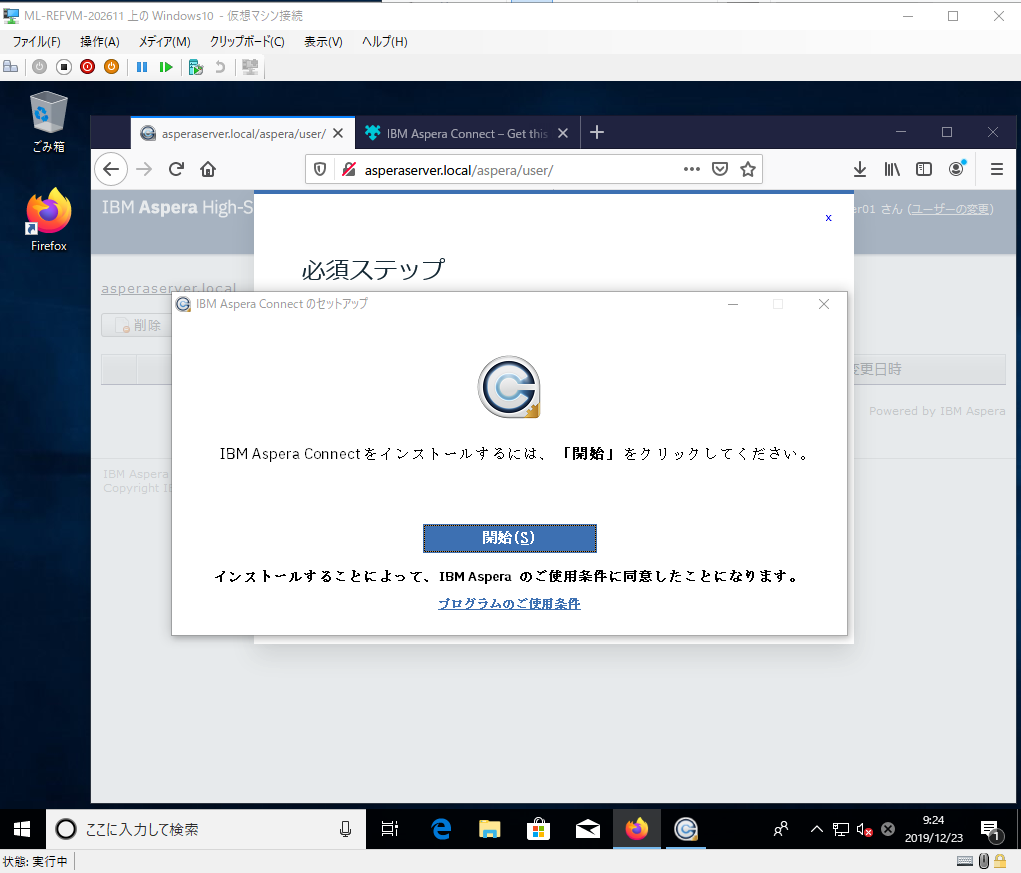 ML-REFVM-202611 上の Windows10 - 仮想マシン接続
ファイル(F) 操作(A) メディア(M) クリップボード(C) 表示(V) ヘルプ(H)
ごみ箱
Firefox
asperaserver.local/aspera/user/
IBM Aspera Connect – Get this
asperaserver.local/aspera/user/
IBM Aspera High-S
er01 さん (ユーザーの変更)
x
必須ステップ
asperaserver.local
削除
変更日時
Powered by IBM Aspera
IBM Aspera
Copyright IB
IBM Aspera Connect のセットアップ
IBM Aspera Connect をインストールするには、「開始」をクリックしてください。
開始(S)
インストールすることによって、IBM Aspera のご使用条件に同意したことになります。
プログラムのご使用条件
ここに入力して検索
9:24
2019/12/23
1
状態: 実行中